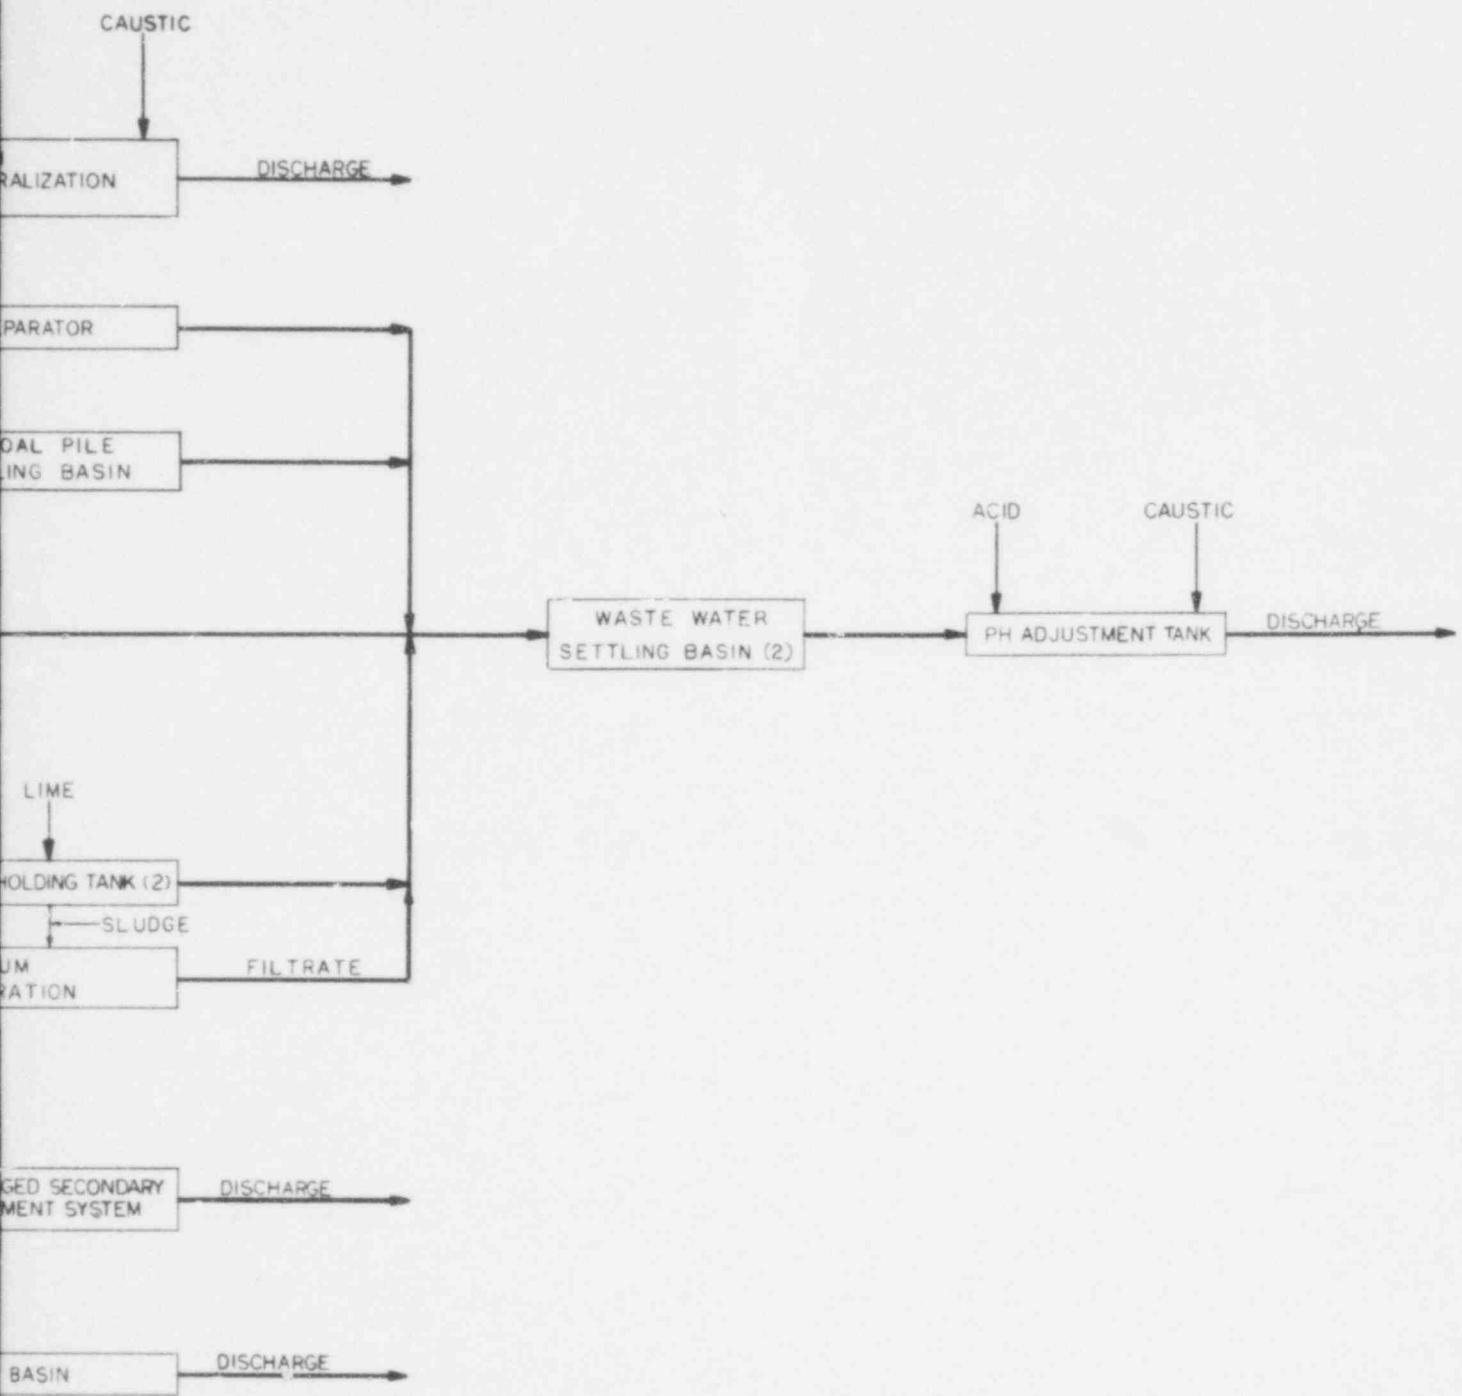 CAUSTIC
RALIZATION
DISCHARGE
PARATOR
OAL PILE
ING BASIN
ACID
CAUSTIC
WASTE WATER
SETTLING BASIN (2)
PH ADJUSTMENT TANK
DISCHARGE
LIME
HOLDING TANK (2)
SLUDGE
UM
RATION
FILTRATE
GED SECONDARY
MENT SYSTEM
DISCHARGE
BASIN
DISCHARGE